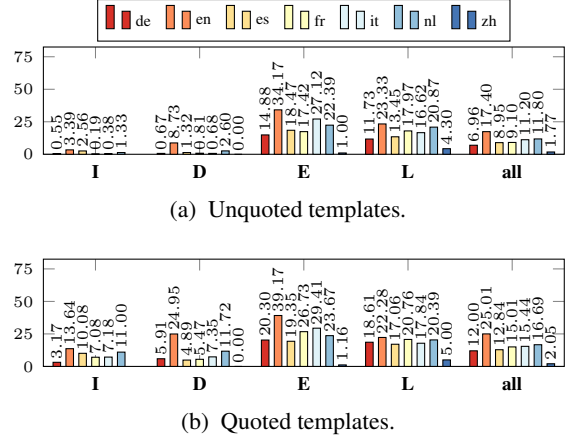 de en es fr it nl zh
75
50
25
0
0.55 3.39 2.56 0.19 0.38 1.33 0.67 8.73 1.32 0.81 0.68 2.60 0.00 14.88 34.17 18.47 17.42 27.12 22.39 1.00 11.73 23.33 13.45 17.97 16.62 20.87 4.30 6.96 17.40 8.95 9.10 11.20 11.80 1.77
I D E L all
(a) Unquoted templates.
75
50
25
0
3.17 13.64 10.08 7.08 7.18 11.00 5.91 24.95 4.89 5.47 7.35 11.72 0.00 20.30 39.17 19.35 26.73 29.41 23.67 1.16 18.61 22.28 17.06 20.76 17.84 20.39 5.00 12.00 25.01 12.84 15.01 15.44 16.69 2.05
I D E L all
(b) Quoted templates.